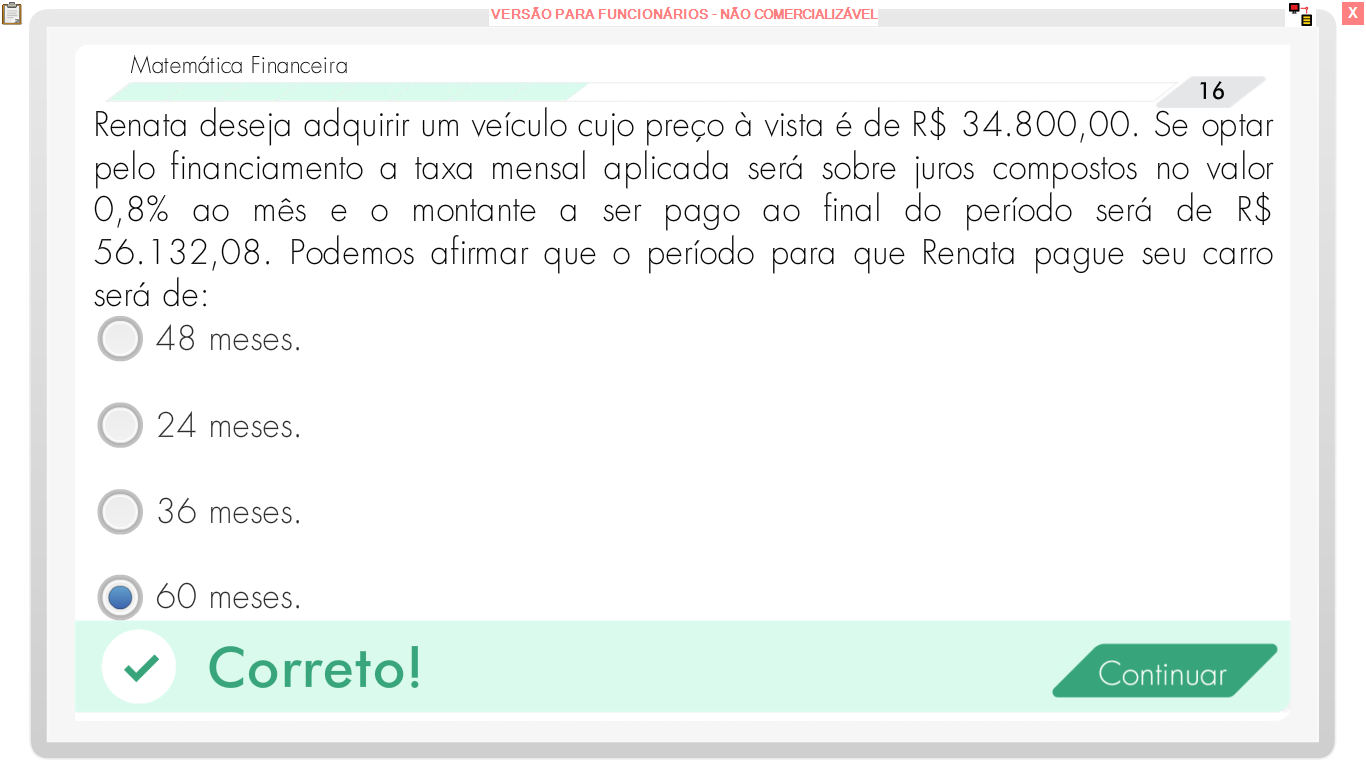 VERSÃO PARA FUNCIONÁRIOS - NÃO COMERCIALIZÁVEL
X
Matemática Financeira
16
Renata deseja adquirir um veículo cujo preço à vista é de R$ 34.800,00. Se optar
pelo financiamento a taxa mensal aplicada será sobre juros compostos no valor
0,8% ao mês e o montante a ser pago ao final do período será de R$
56.132,08. Podemos afirmar que o período para que Renata pague seu carro
será de:
48 meses.
24 meses.
36 meses.
60 meses.
Correto!
Continuar